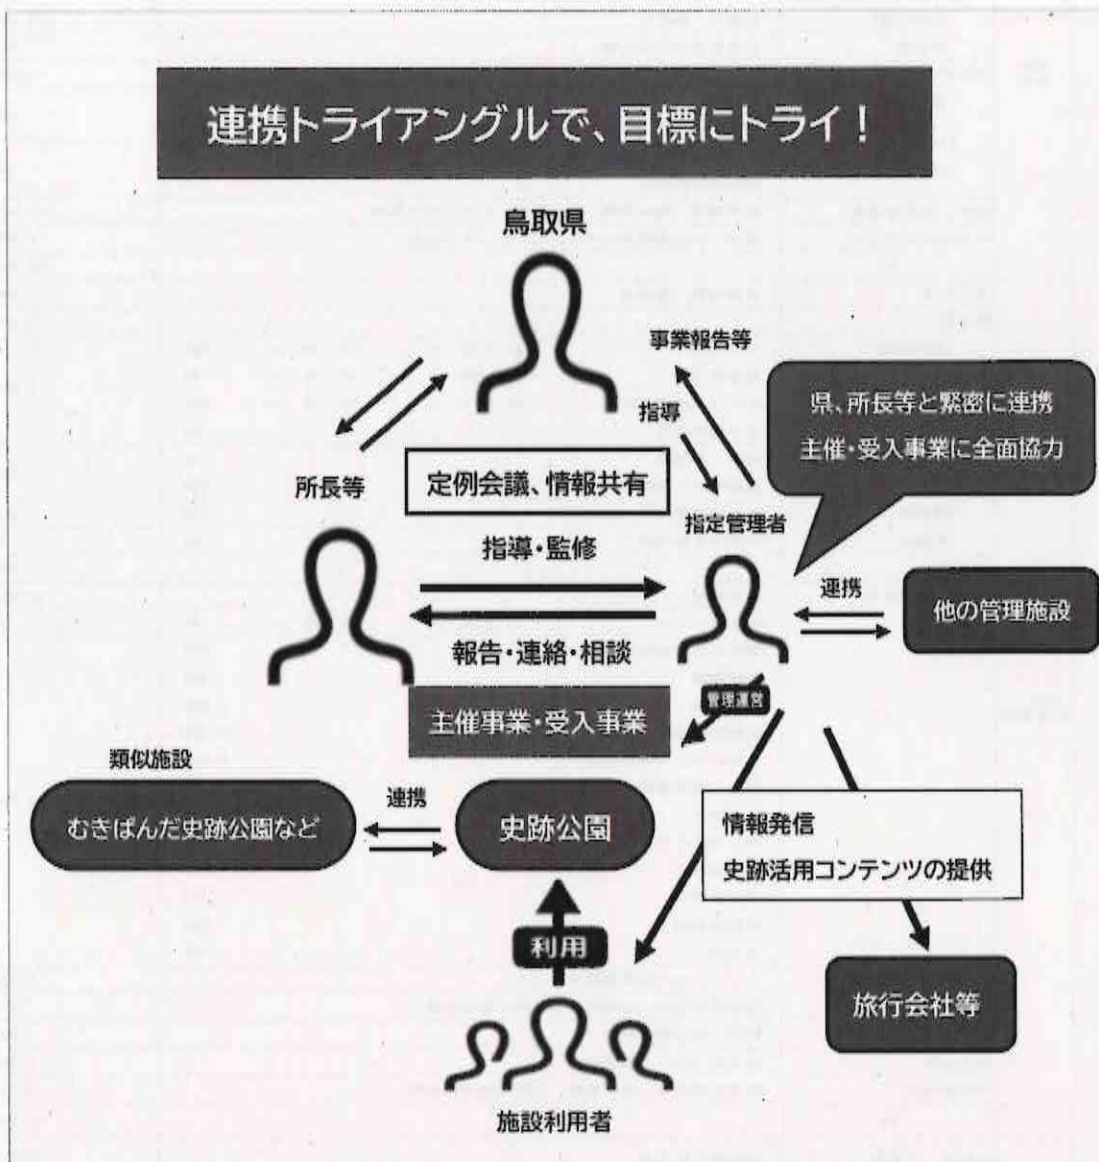 連携トライアングルで、目標にトライ！
鳥取県
事業報告等
指導
県、所長等と緊密に連携
主催・受入事業に全面協力
所長等
定例会議、情報共有
指定管理者
指導・監修
連携
他の管理施設
報告・連絡・相談
管理運営
主催事業・受入事業
類似施設
むきばんだ史跡公園など
連携
史跡公園
情報発信
史跡活用コンテンツの提供
利用
旅行会社等
施設利用者